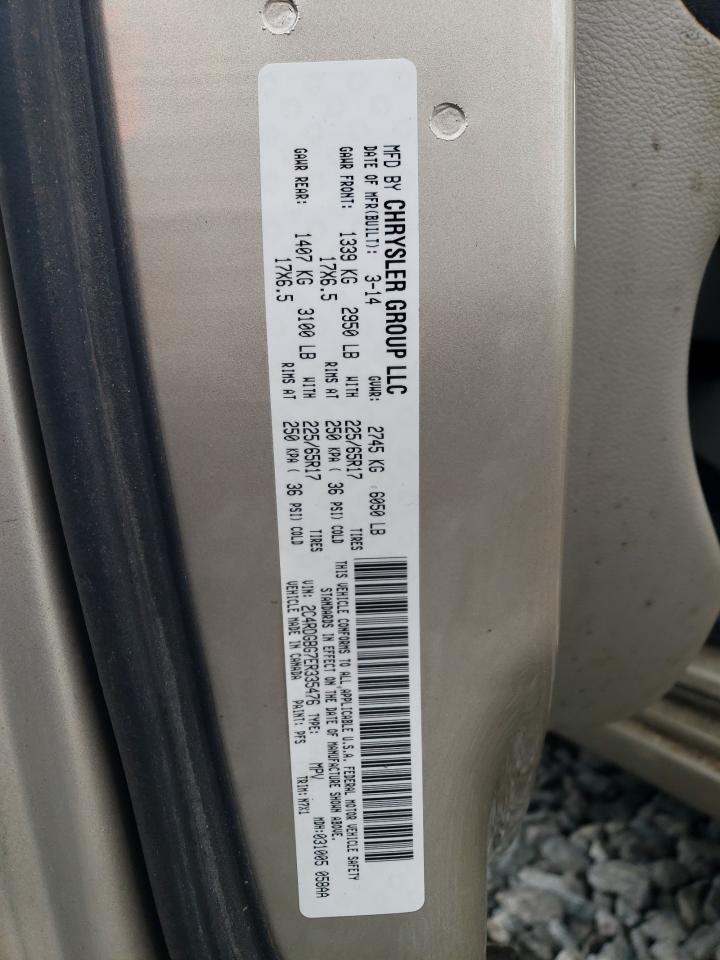 MFD BY CHRYSLER GROUP LLC
DATE OF MFR(BUILT): 3-14 GVWR: 2745 KG 6050 LB
GAWR FRONT: 1339 KG 2950 LB WITH 225/65R17 TIRES
17X6.5 RIMS AT 250 KPA ( 36 PSI) COLD
GAWR REAR: 1407 KG 3100 LB WITH 225/65R17 TIRES
17X6.5 RIMS AT 250 KPA ( 36 PSI) COLD
THIS VEHICLE CONFORMS TO ALL APPLICABLE U.S.A. FEDERAL MOTOR VEHICLE SAFETY
STANDARDS IN EFFECT ON THE DATE OF MANUFACTURE SHOWN ABOVE.
VIN: 2C4RDGBG7ER335476 TYPE: MPV MDH:031005 058AA
VEHICLE MADE IN CANADA PAINT: PFS TRIM: M7X1